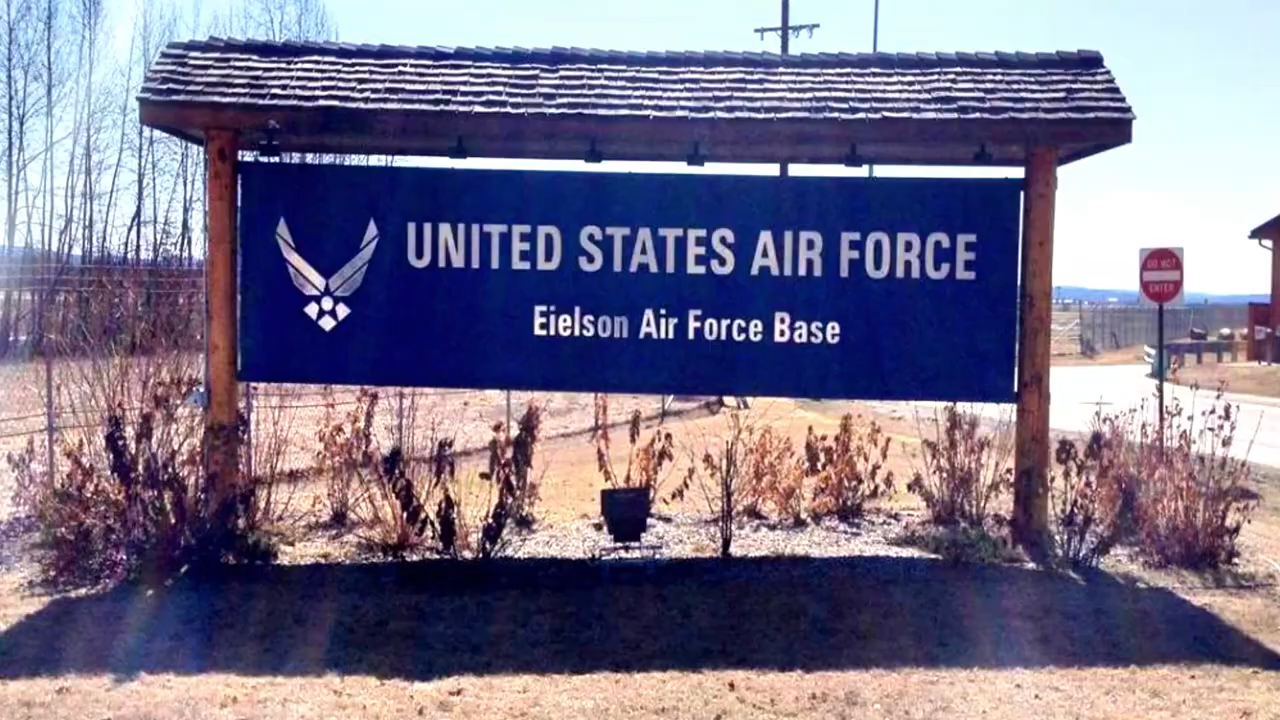 UNITED STATES AIR FORCE
Eielson Air Force Base
DO NOT
ENTER